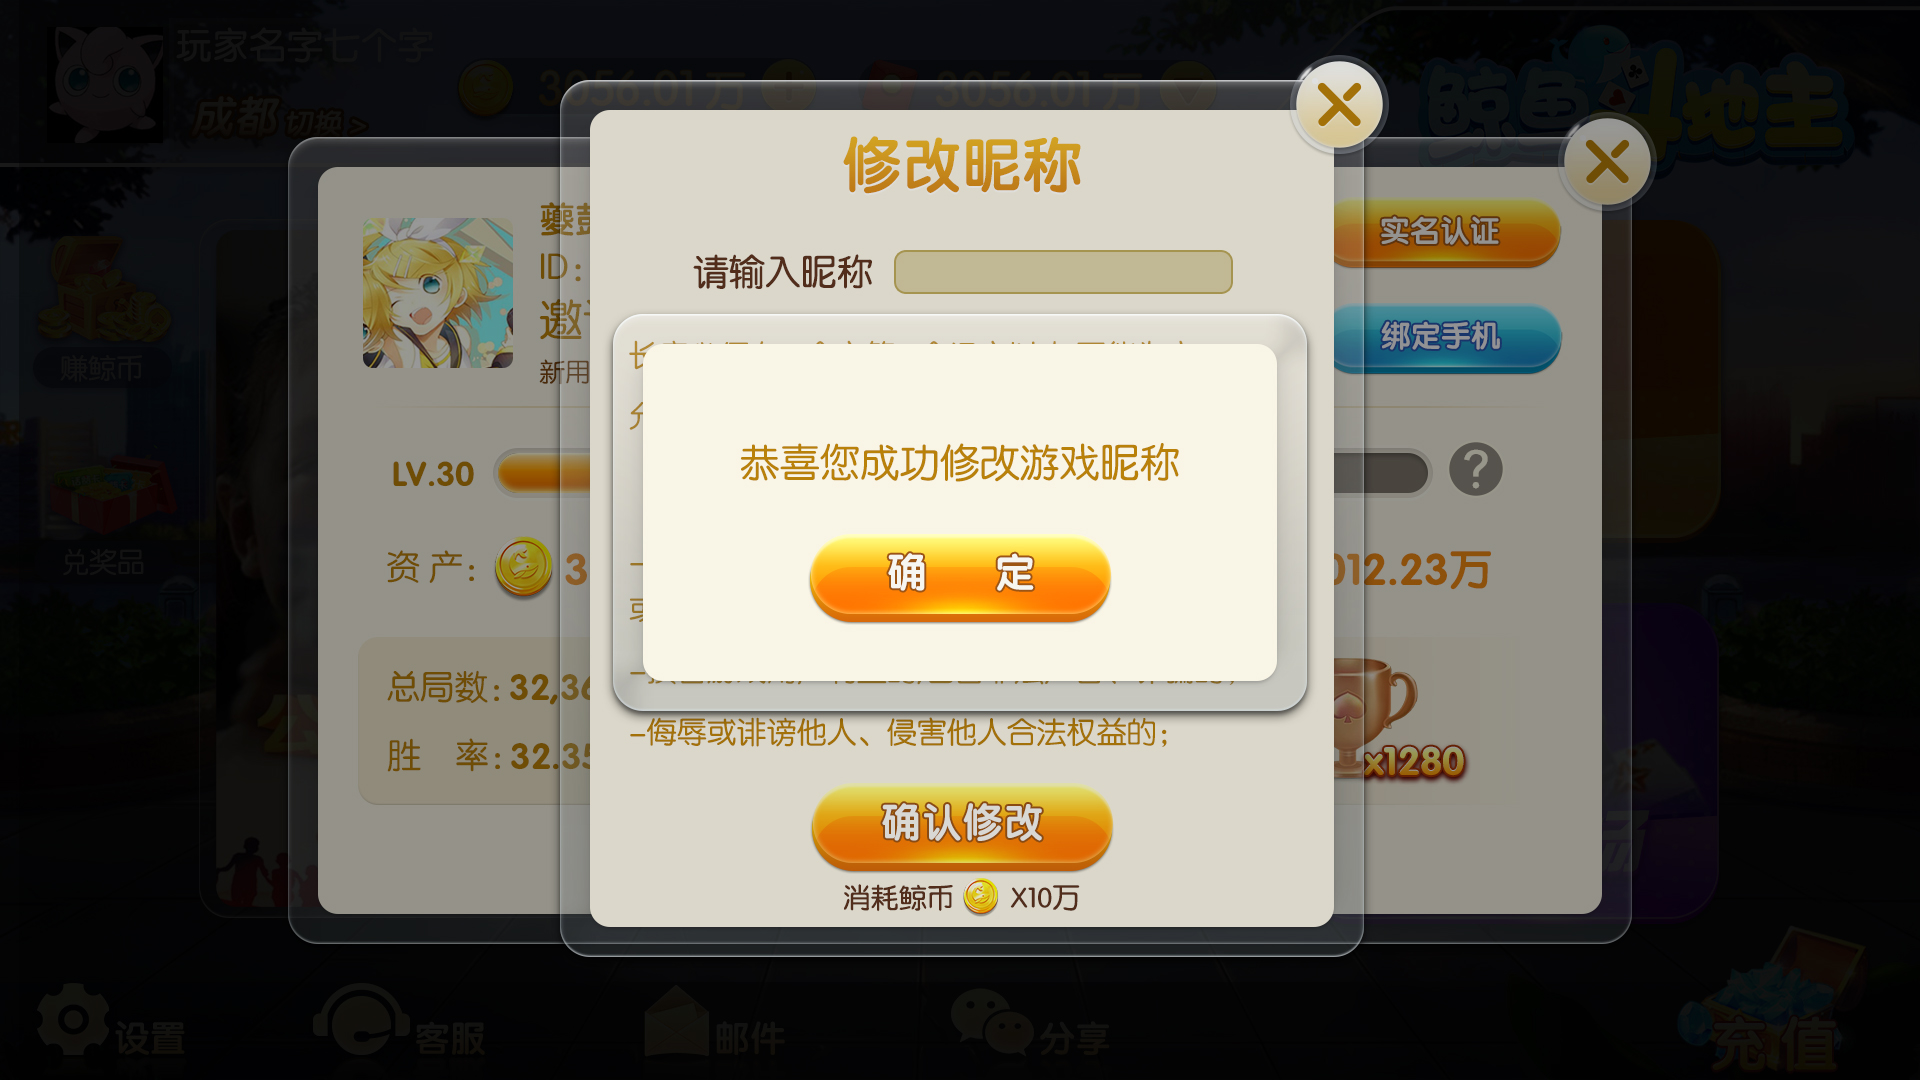 玩家名字七个字
成都 切换 >
3056.01万
3056.01万
鲸鱼斗地主
赚鲸币
兑奖品
ID:
新用
实名认证
绑定手机
LV.30
?
资产:
3
012.23万
总局数: 32,36
胜 率: 32.35
x1280
修改昵称
请输入昵称
恭喜您成功修改游戏昵称
确 定
–侮辱或诽谤他人、侵害他人合法权益的；
确认修改
消耗鲸币 X10万
设置
客服
邮件
分享
充值